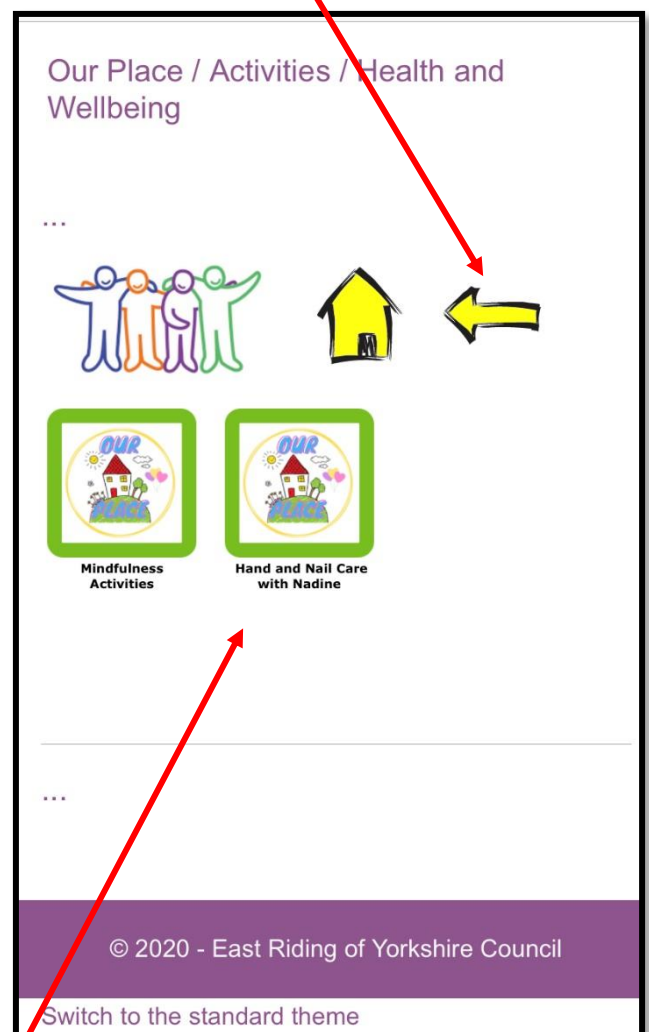 Our Place / Activities / Health and
Wellbeing
...
OUR
PLACE
OUR
PLACE
Mindfulness
Activities
Hand and Nail Care
with Nadine
...
© 2020 - East Riding of Yorkshire Council
Switch to the standard theme